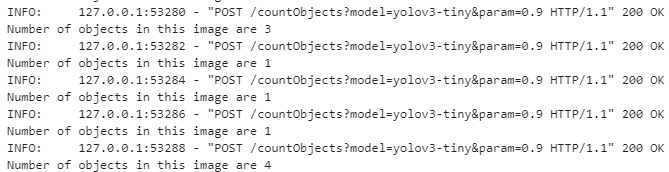 INFO:     127.0.0.1:53280 - "POST /countObjects?model=yolov3-tiny&param=0.9 HTTP/1.1" 200 OK
Number of objects in this image are 3
INFO:     127.0.0.1:53282 - "POST /countObjects?model=yolov3-tiny&param=0.9 HTTP/1.1" 200 OK
Number of objects in this image are 1
INFO:     127.0.0.1:53284 - "POST /countObjects?model=yolov3-tiny&param=0.9 HTTP/1.1" 200 OK
Number of objects in this image are 1
INFO:     127.0.0.1:53286 - "POST /countObjects?model=yolov3-tiny&param=0.9 HTTP/1.1" 200 OK
Number of objects in this image are 1
INFO:     127.0.0.1:53288 - "POST /countObjects?model=yolov3-tiny&param=0.9 HTTP/1.1" 200 OK
Number of objects in this image are 4